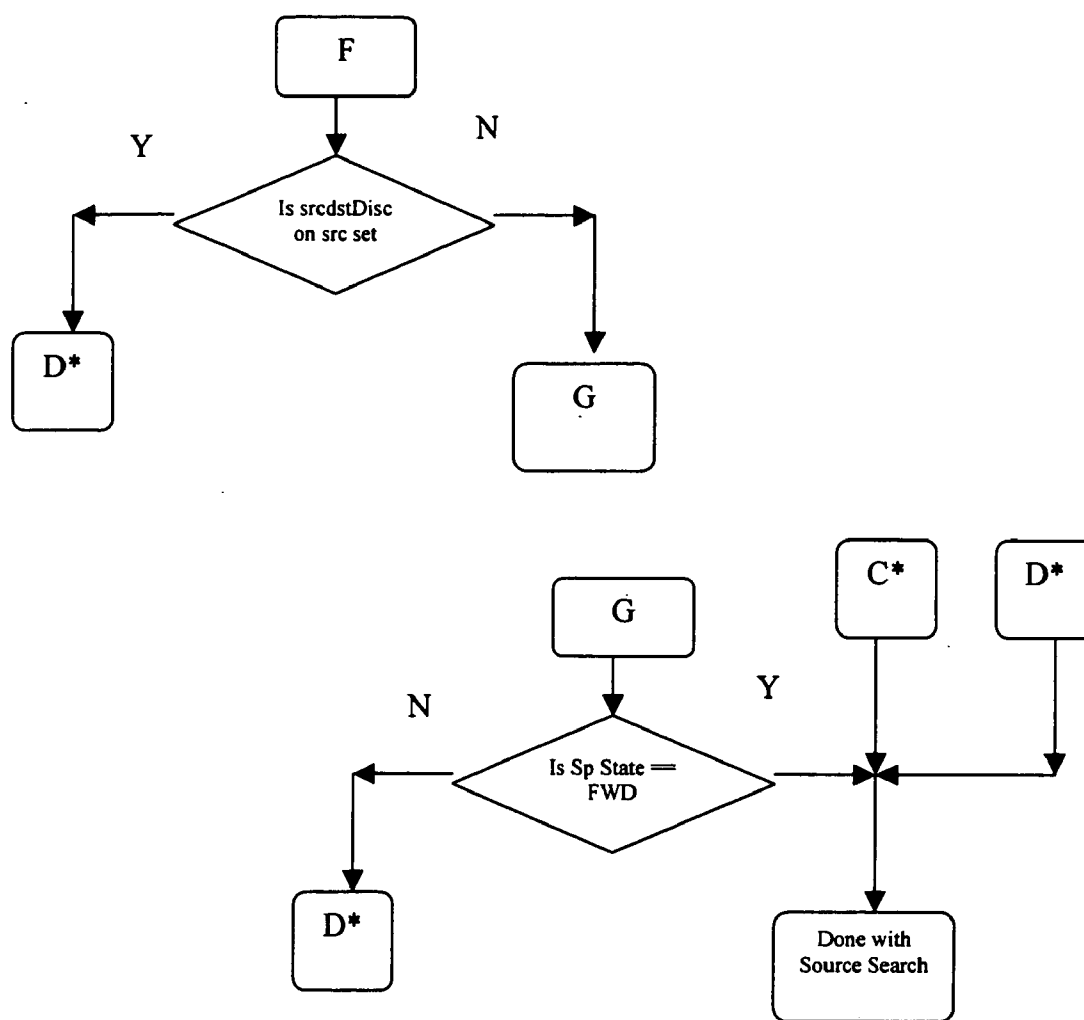 F
Y
N
Is srcdstDisc
on src set
D*
G
C*
D*
G
N
Y
Is Sp State ==
FWD
D*
Done with
Source Search